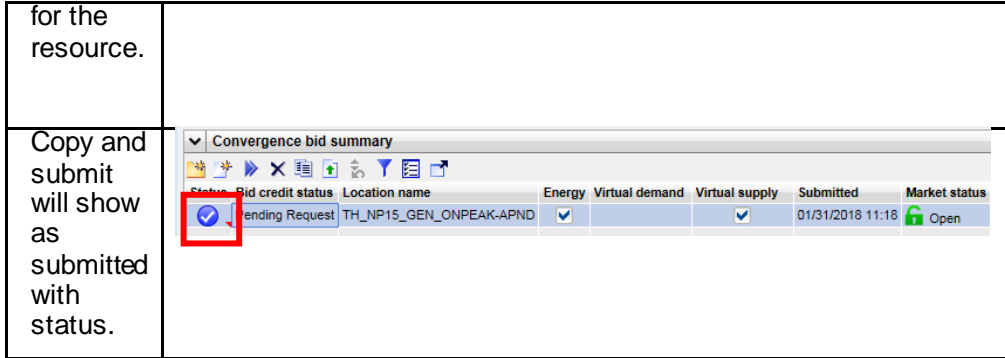 for the
resource.
Copy and
submit
will show
as
submitted
with
status.
Convergence bid summary
Status Bid credit status Location name Energy Virtual demand Virtual supply Submitted Market status
Pending Request TH_NP15_GEN_ONPEAK-APND 01/31/2018 11:18 Open